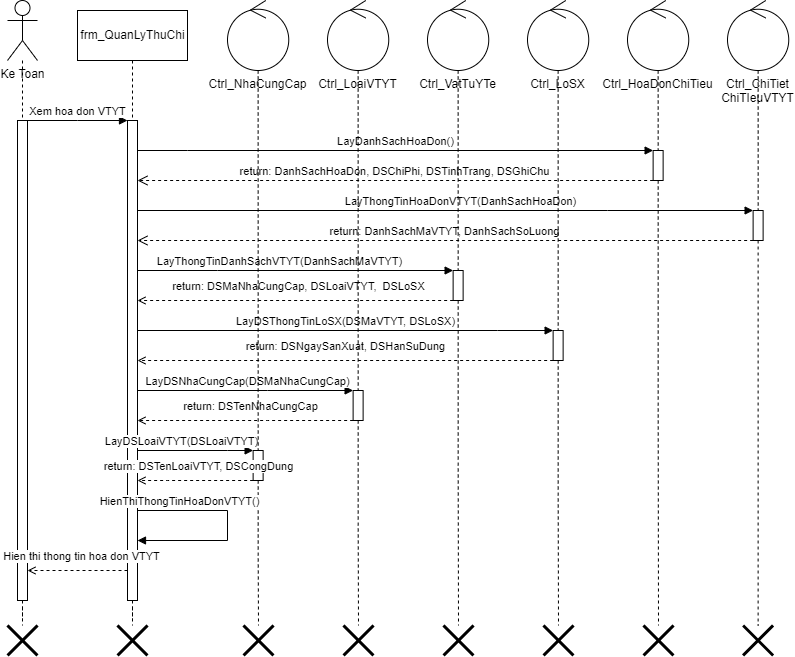 frm_QuanLyThuChi
Ke Toan
Ctrl_NhaCungCap
Ctrl_LoaiVTYT
Ctrl_VatTuYTe
Ctrl_LoSX
Ctrl_HoaDonChiTieu
Ctrl_ChiTiet
ChiTIeuVTYT
Xem hoa don VTYT
LayDanhSachHoaDon()
return: DanhSachHoaDon, DSChiPhi, DSTinhTrang, DSGhiChu
LayThongTinHoaDonVTYT(DanhSachHoaDon)
return: DanhSachMaVTYT, DanhSachSoLuong
LayThongTinDanhSachVTYT(DanhSachMaVTYT)
return: DSMaNhaCungCap, DSLoaiVTYT, DSLoSX
LayDSThongTinLoSX(DSMaVTYT, DSLoSX)
return: DSNgaySanXuat, DSHanSuDung
LayDSNhaCungCap(DSMaNhaCungCap)
return: DSTenNhaCungCap
LayDSLoaiVTYT(DSLoaiVTYT)
return: DSTenLoaiVTYT, DSCongDung
HienThiThongTinHoaDonVTYT()
Hien thi thong tin hoa don VTYT